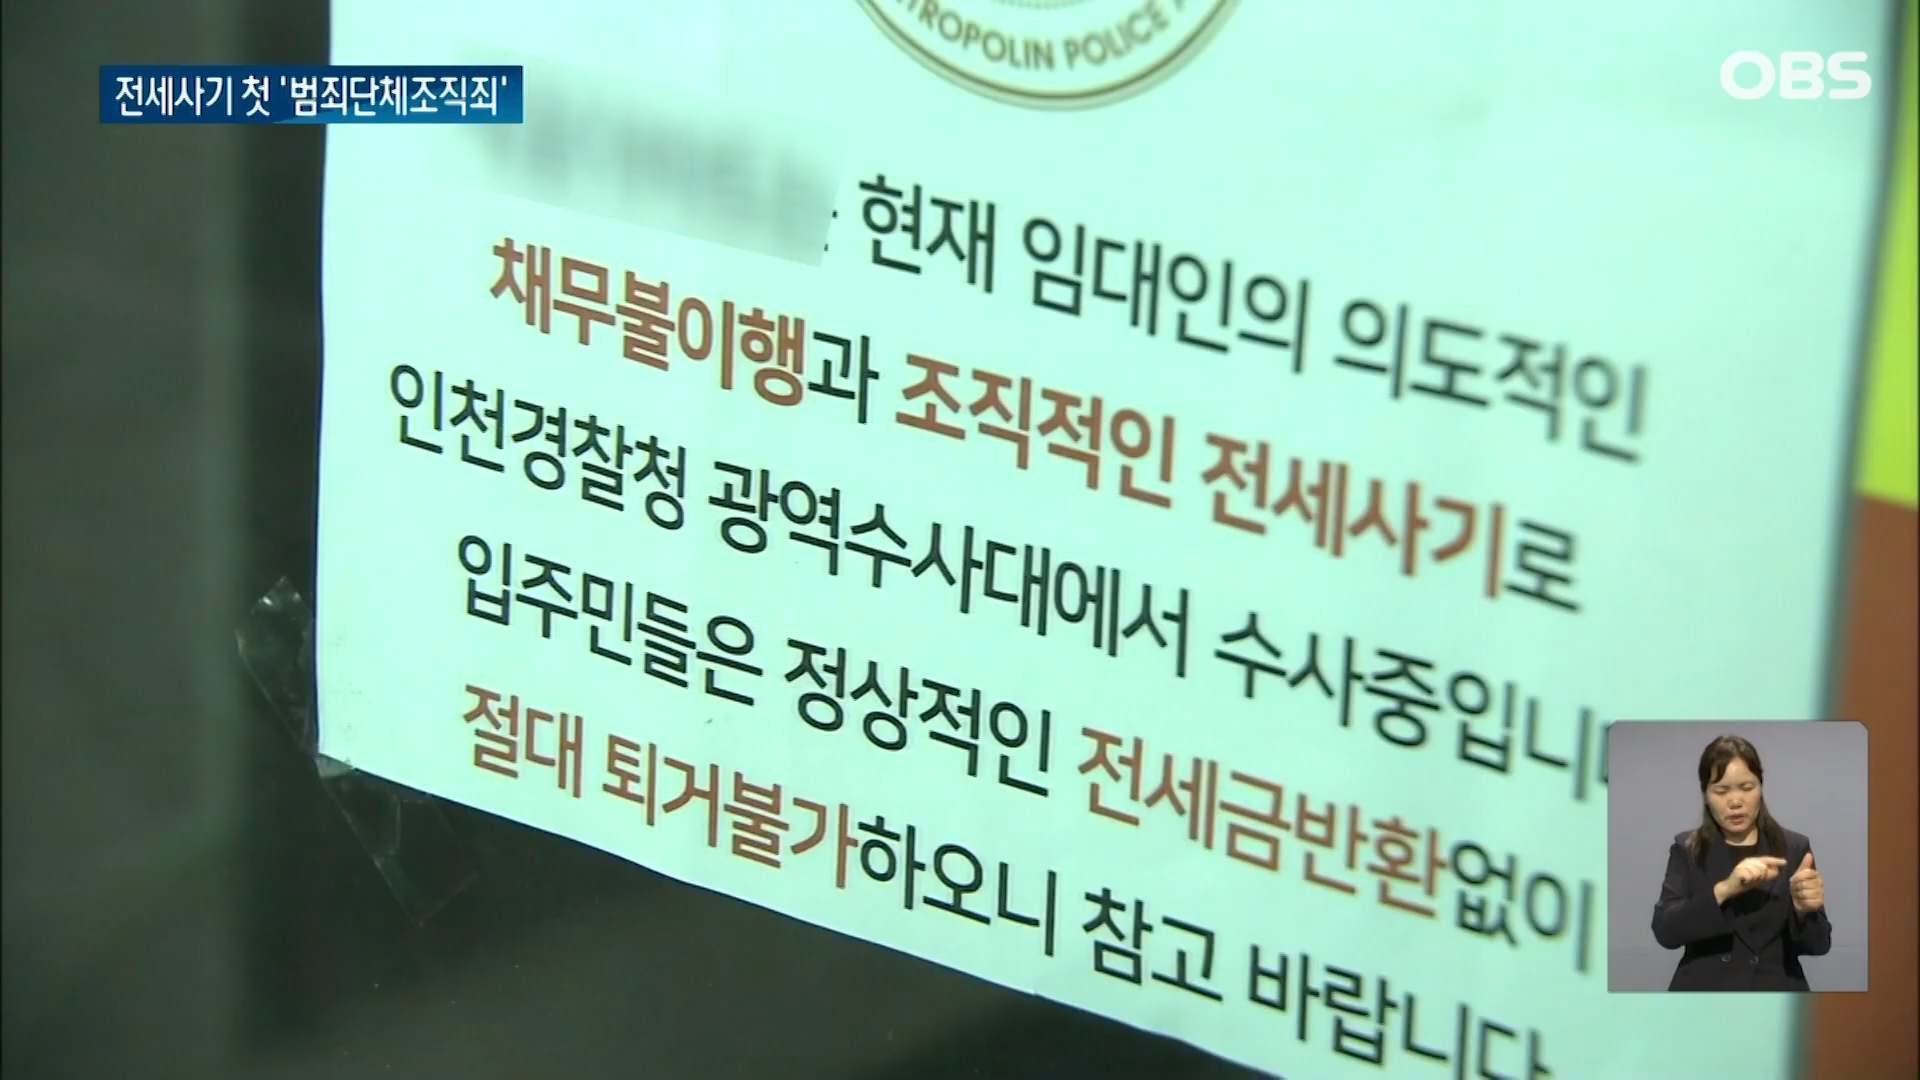 전세사기 첫 '범죄단체조직죄'
OBS
TROPOLIN POLICE A
현재 임대인의 의도적인
채무불이행과 조직적인 전세사기로
인천경찰청 광역수사대에서 수사중입니
입주민들은 정상적인 전세금반환없이
절대 퇴거불가하오니 참고 바랍니다